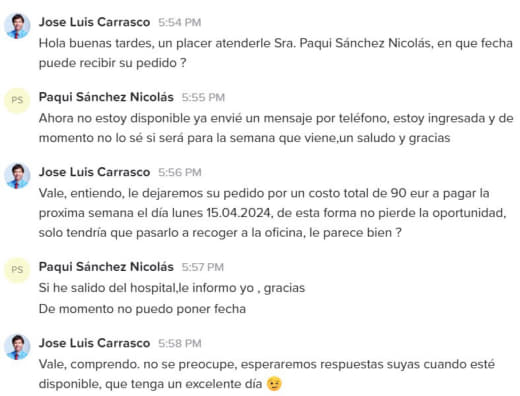 Jose Luis Carrasco 5:54 PM
Hola buenas tardes, un placer atenderle Sra. Paqui Sánchez Nicolás, en que fecha
puede recibir su pedido ?
PS Paqui Sánchez Nicolás 5:55 PM
Ahora no estoy disponible ya envié un mensaje por teléfono, estoy ingresada y de
momento no lo sé si será para la semana que viene,un saludo y gracias
Jose Luis Carrasco 5:56 PM
Vale, entiendo, le dejaremos su pedido por un costo total de 90 eur a pagar la
proxima semana el día lunes 15.04.2024, de esta forma no pierde la oportunidad,
solo tendría que pasarlo a recoger a la oficina, le parece bien ?
PS Paqui Sánchez Nicolás 5:57 PM
Si he salido del hospital,le informo yo , gracias
De momento no puedo poner fecha
Jose Luis Carrasco 5:58 PM
Vale, comprendo. no se preocupe, esperaremos respuestas suyas cuando esté
disponible, que tenga un excelente día 😉